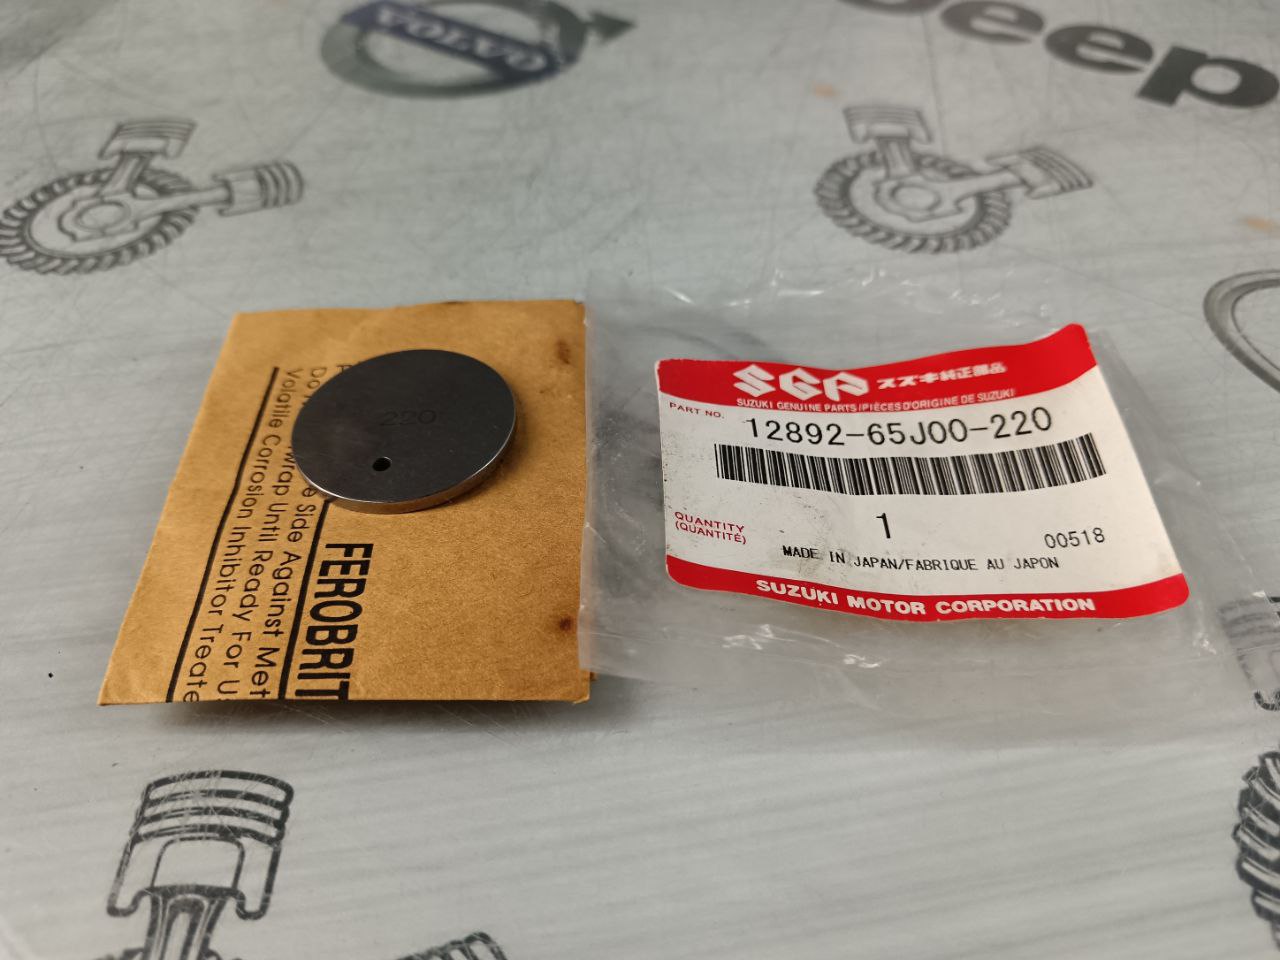 VOLVO
Jeep
SGP スズキ純正部品
SUZUKI GENUINE PARTS/PIÈCES D'ORIGINE DE SUZUKI
PART NO. 12892-65J00-220
QUANTITY
(QUANTITÉ)
1
00518
MADE IN JAPAN/FABRIQUE AU JAPON
SUZUKI MOTOR CORPORATION
220
FEROBRIT
Side Against Met
Wrap Until Ready For U
Volatile Corrosion Inhibitor Treate